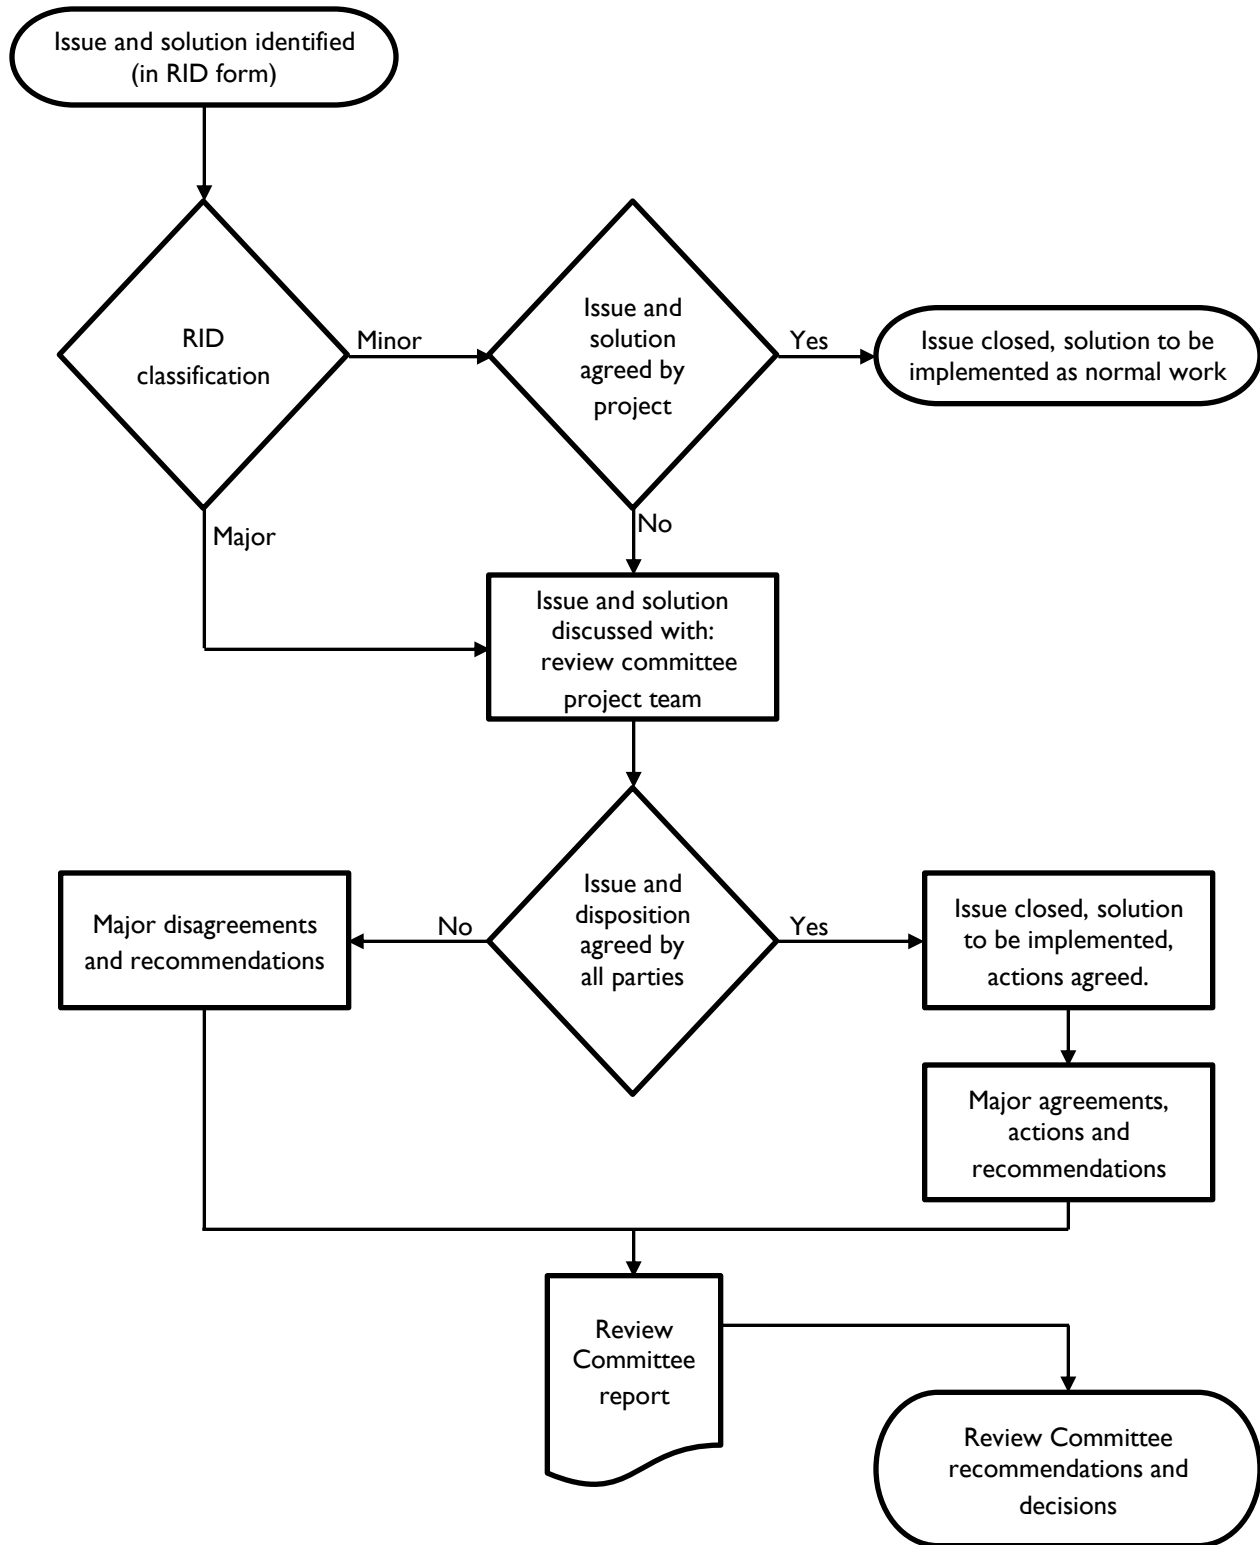 Issue and solution identified
(in RID form)
RID
classification
Minor
Issue and
solution
agreed by
project
Yes
Issue closed, solution to be
implemented as normal work
Major
No
Issue and solution
discussed with:
review committee
project team
Major disagreements
and recommendations
No
Issue and
disposition
agreed by
all parties
Yes
Issue closed, solution
to be implemented,
actions agreed.
Major agreements,
actions and
recommendations
Review
Committee
report
Review Committee
recommendations and
decisions